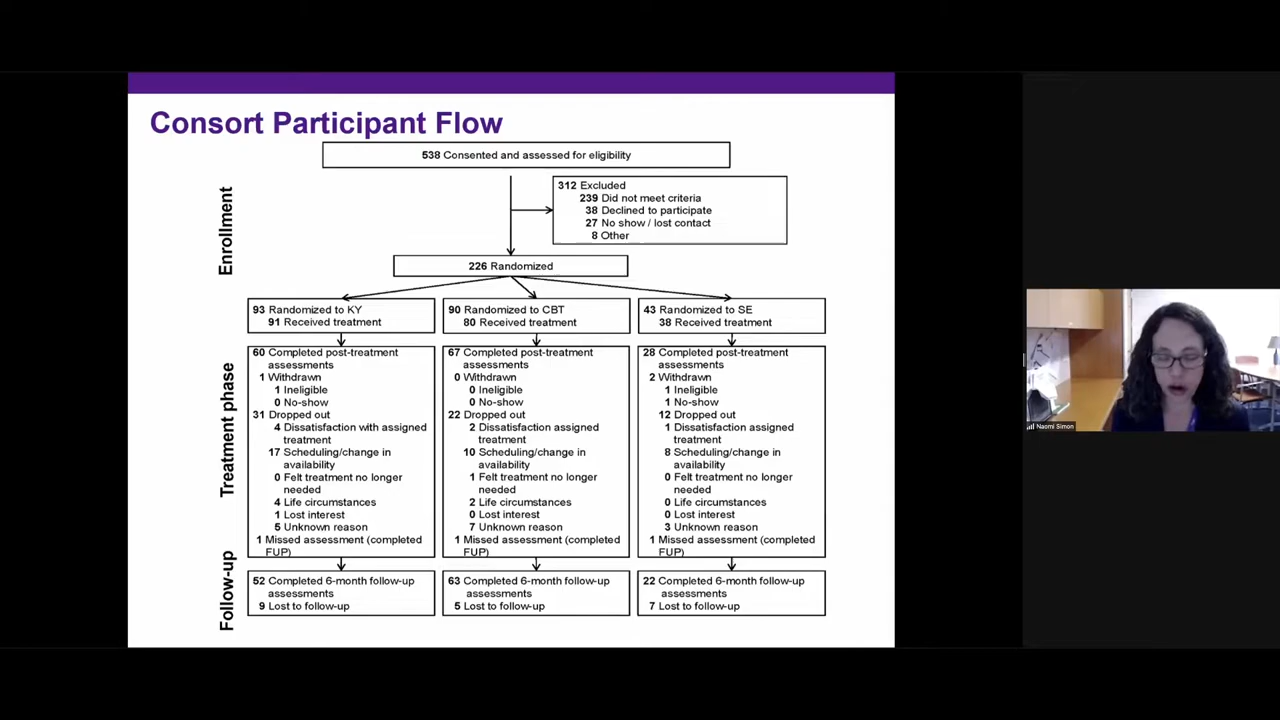 Consort Participant Flow
538 Consented and assessed for eligibility
Enrollment
312 Excluded
239 Did not meet criteria
38 Declined to participate
27 No show / lost contact
8 Other
226 Randomized
93 Randomized to KY
91 Received treatment
90 Randomized to CBT
80 Received treatment
43 Randomized to SE
38 Received treatment
Treatment phase
60 Completed post-treatment
assessments
1 Withdrawn
1 Ineligible
0 No-show
31 Dropped out
4 Dissatisfaction with assigned
treatment
17 Scheduling/change in
availability
0 Felt treatment no longer
needed
4 Life circumstances
1 Lost interest
5 Unknown reason
1 Missed assessment (completed
FUP)
67 Completed post-treatment
assessments
0 Withdrawn
0 Ineligible
0 No-show
22 Dropped out
2 Dissatisfaction assigned
treatment
10 Scheduling/change in
availability
1 Felt treatment no longer
needed
2 Life circumstances
0 Lost interest
7 Unknown reason
1 Missed assessment (completed
FUP)
28 Completed post-treatment
assessments
2 Withdrawn
1 Ineligible
1 No-show
12 Dropped out
1 Dissatisfaction assigned
treatment
8 Scheduling/change in
availability
0 Felt treatment no longer
needed
0 Life circumstances
0 Lost interest
3 Unknown reason
1 Missed assessment (completed
FUP)
Follow-up
52 Completed 6-month follow-up
assessments
9 Lost to follow-up
63 Completed 6-month follow-up
assessments
5 Lost to follow-up
22 Completed 6-month follow-up
assessments
7 Lost to follow-up
Naomi Simon